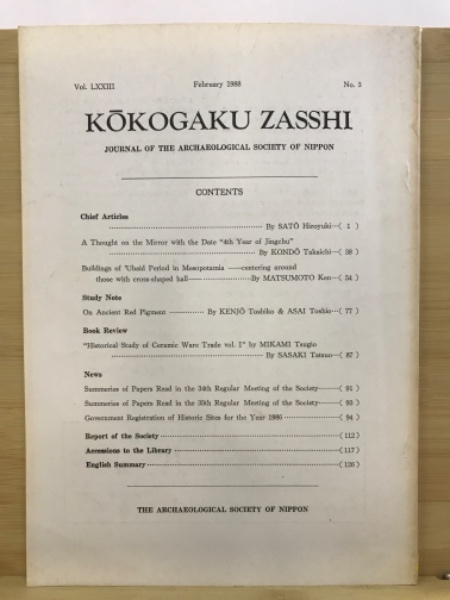 Vol. LXXIII February 1988 No. 3
KŌKOGAKU ZASSHI
JOURNAL OF THE ARCHAEOLOGICAL SOCIETY OF NIPPON
CONTENTS
Chief Articles
By SATŌ Hiroyuki…( 1 )
A Thought on the Mirror with the Date "4th Year of Jingchu"
By KONDŌ Takaichi…( 38 )
Buildings of 'Ubaid Period in Mesopotamia ——centering around
those with cross-shaped hall——By MATSUMOTO Ken…( 54 )
Study Note
On Ancient Red Pigment ————By KENJŌ Toshiko & ASAI Toshio…( 77 )
Book Review
"Historical Study of Ceramic Ware Trade vol. I" by MIKAMI Tsugio
By SASAKI Tatsuo…( 87 )
News
Summeries of Papers Read in the 34th Regular Meeting of the Society……( 91 )
Summeries of Papers Read in the 35th Regular Meeting of the Society……( 93 )
Government Registration of Historic Sites for the Year 1986……( 94 )
Report of the Society……(112)
Accessions to the Library……(117)
English Summary……(126)
THE ARCHAEOLOGICAL SOCIETY OF NIPPON